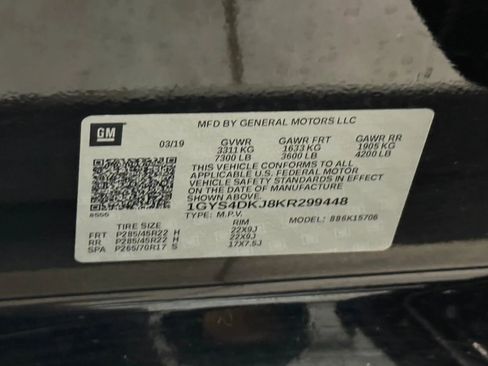 MFD BY GENERAL MOTORS LLC
GM
03/19 GVWR GAWR FRT GAWR RR
3311 KG 1633 KG 1905 KG
7300 LB 3600 LB 4200 LB
THIS VEHICLE CONFORMS TO ALL
APPLICABLE U.S. FEDERAL MOTOR
VEHICLE SAFETY STANDARDS IN EFFECT
ON THE DATE OF MANUFACTURE
SHOWN ABOVE.
1GYS4DKJ8KR299448
TYPE: M.P.V. MODEL:
TIRE SIZE RIM
FRT P285/45R22 H 22X9J
RR P285/45R22 H 22X9J
SPA P265/70R17 S 17X7.5J